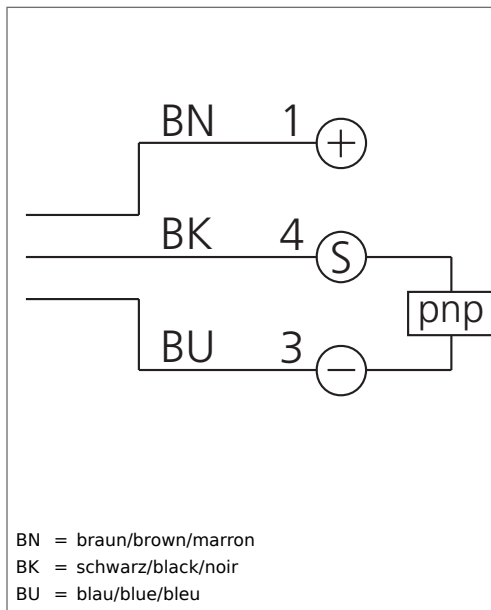 BN 1 +
BK 4 S
pnp
BU 3 −
BN = braun/brown/marron
BK = schwarz/black/noir
BU = blau/blue/bleu